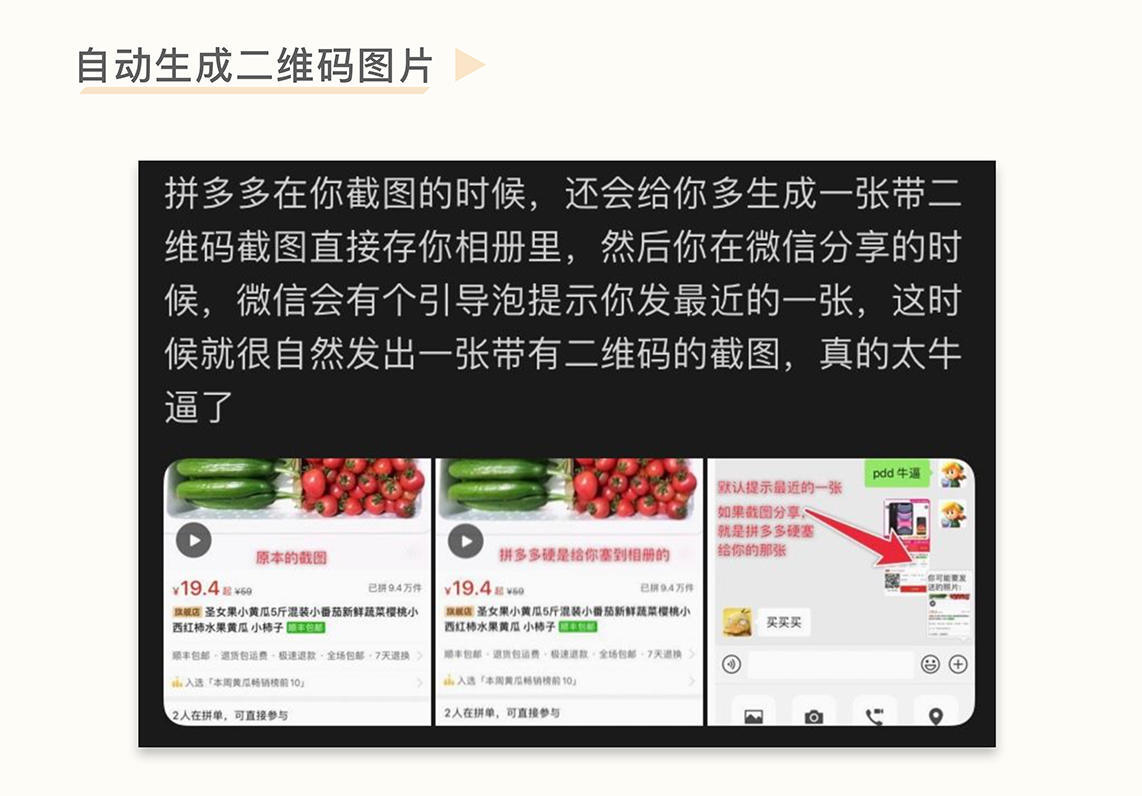 自动生成二维码图片
拼多多在你截图的时候，还会给你多生成一张带二
维码截图直接存你相册里，然后你在微信分享的时
候，微信会有个引导泡提示你发最近的一张，这时
候就很自然发出一张带有二维码的截图，真的太牛
逼了
原本的截图
¥19.4起 ¥59
已拼9.4万件
旗舰店 圣女果小黄瓜5斤混装小番茄新鲜蔬菜樱桃小
西红柿水果黄瓜 小柿子 顺丰包邮
顺丰包邮 · 退货包运费 · 极速退款 · 全场包邮 · 7天退换
入选「本周黄瓜畅销榜前10」
2人在拼单，可直接参与
拼多多硬是给你塞到相册的
¥19.4起 ¥59
已拼9.4万件
旗舰店 圣女果小黄瓜5斤混装小番茄新鲜蔬菜樱桃小
西红柿水果黄瓜 小柿子 顺丰包邮
顺丰包邮 · 退货包运费 · 极速退款 · 全场包邮 · 7天退换
入选「本周黄瓜畅销榜前10」
2人在拼单，可直接参与
pdd 牛逼
默认提示最近的一张
如果截图分享，
就是拼多多硬塞
给你的那张
你可能要发
送的照片：
买买买